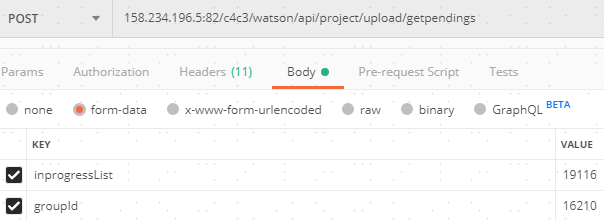 POST 158.234.196.5:82/c4c3/watson/api/project/upload/getpendings
Params Authorization Headers (11) Body Pre-request Script Tests
none form-data x-www-form-urlencoded raw binary GraphQL BETA
KEY VALUE
inprogressList 19116
groupId 16210